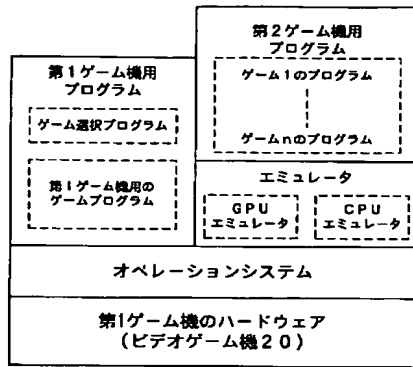 第1ゲーム機用
プログラム
ゲーム選択プログラム
第1ゲーム機用の
ゲームプログラム
第2ゲーム機用
プログラム
ゲーム1のプログラム
ゲームnのプログラム
エミュレータ
GPU
エミュレータ
CPU
エミュレータ
オペレーションシステム
第1ゲーム機のハードウェア
(ビデオゲーム機20)